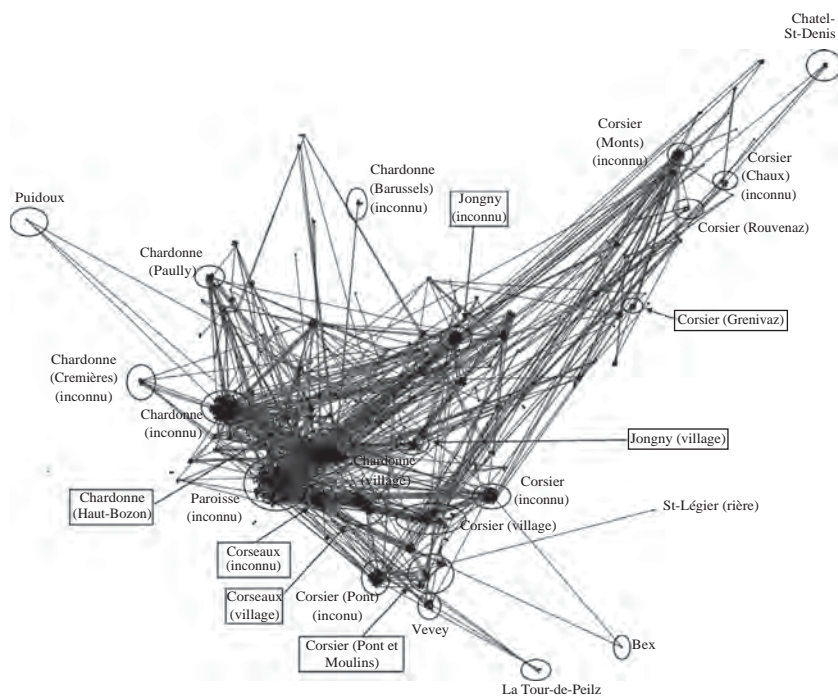 Chatel-
St-Denis
Corsier
(Monts)
(inconnu)
Corsier
(Chaux)
(inconnu)
Chardonne
(Barussels)
(inconnu)
Puidoux
Jongny
(inconnu)
Corsier (Rouvenaz)
Chardonne
(Paully)
Corsier (Grenivaz)
Chardonne
(Cremières)
(inconnu)
Chardonne
(inconnu)
Jongny (village)
Chardonne
(village)
Chardonne
(Haut-Bozon)
Paroisse
(inconnu)
Corsier
(inconnu)
St-Légier (rière)
Corsier (village)
Corseaux
(inconnu)
Corseaux
(village)
Corsier (Pont)
(inconu)
Vevey
Corsier (Pont et
Moulins)
Bex
La Tour-de-Peilz